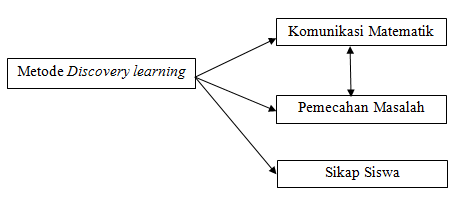 Komunikasi Matematik
Metode Discovery learning
Pemecahan Masalah
Sikap Siswa